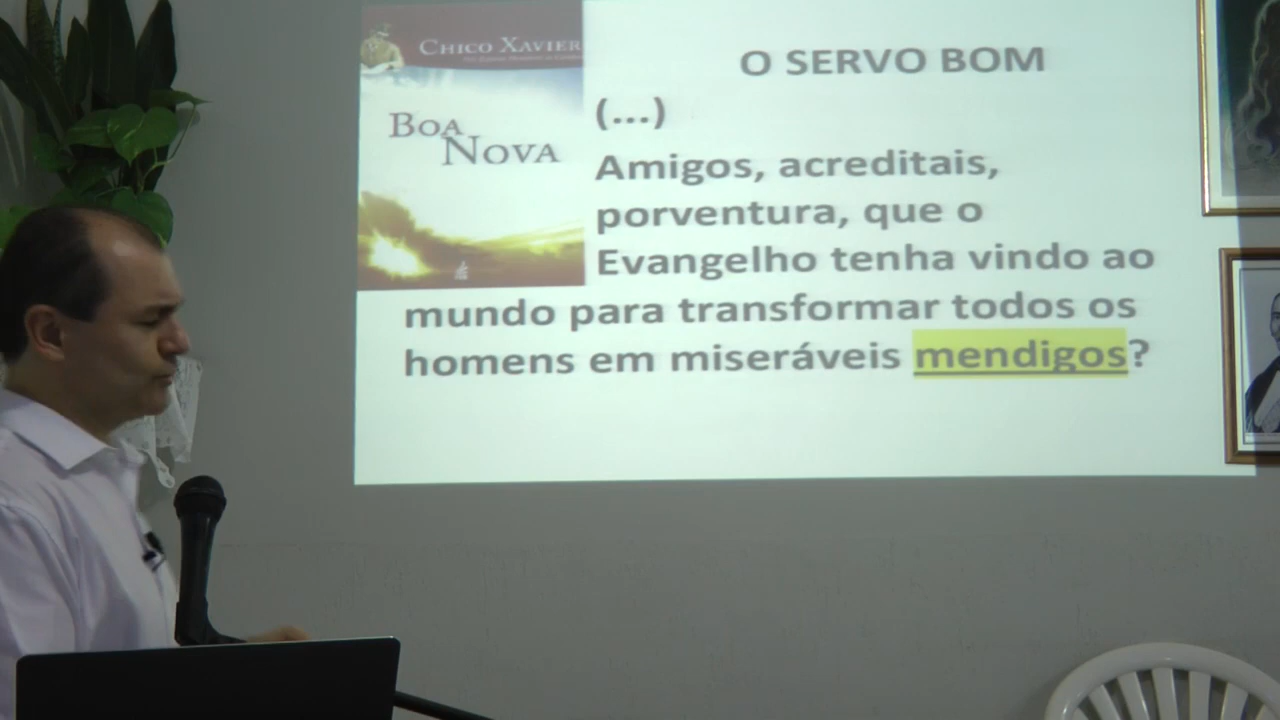 CHICO XAVIER
BOA
NOVA
O SERVO BOM
(...)
Amigos, acreditais,
porventura, que o
Evangelho tenha vindo ao
mundo para transformar todos os
homens em miseráveis mendigos?